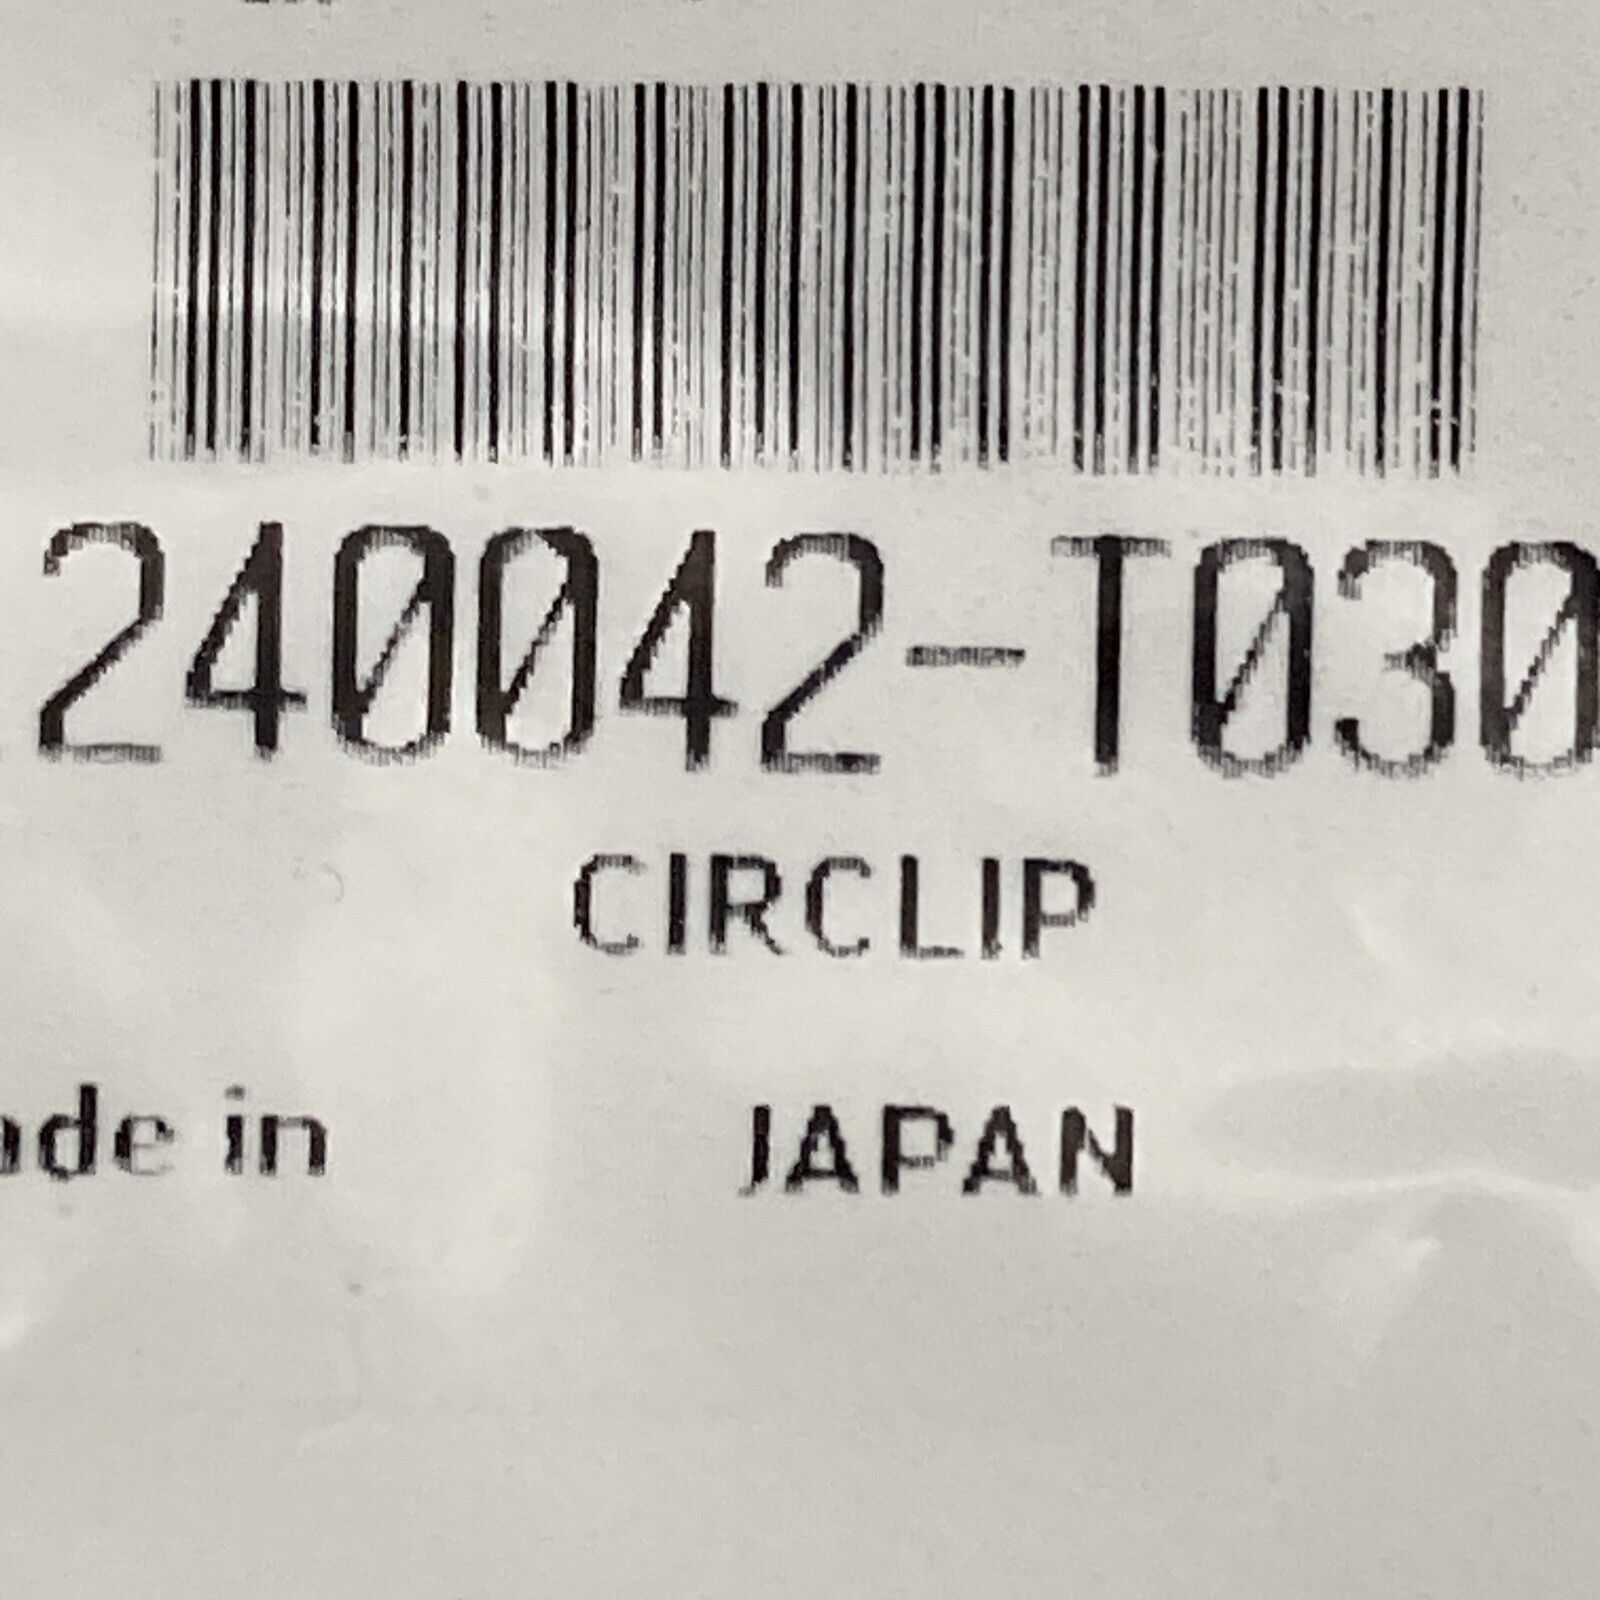 240042-T030
CIRCLIP
ade in JAPAN